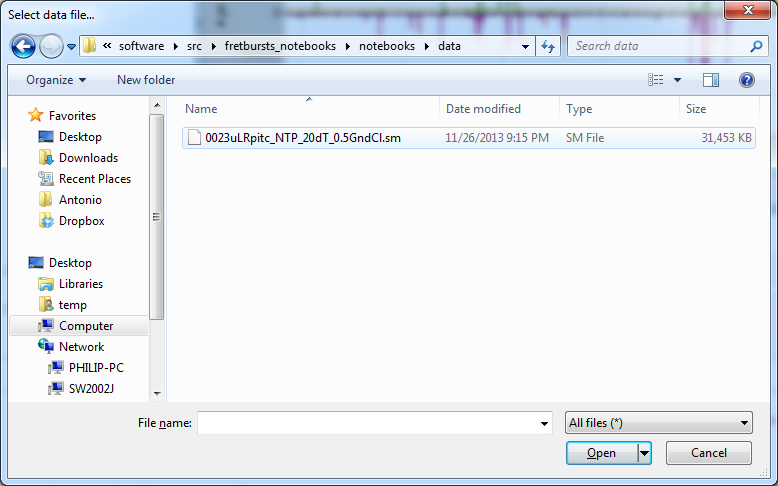 Select data file...
« software ▸ src ▸ fretbursts_notebooks ▸ notebooks ▸ data
Search data
Organize
New folder
Name
Date modified
Type
Size
0023uLRpitc_NTP_20dT_0.5GndCl.sm
11/26/2013 9:15 PM
SM File
31,453 KB
Favorites
Desktop
Downloads
Recent Places
Antonio
Dropbox
Desktop
Libraries
temp
Computer
Network
PHILIP-PC
SW2002J
File name:
All files (*)
Open
Cancel